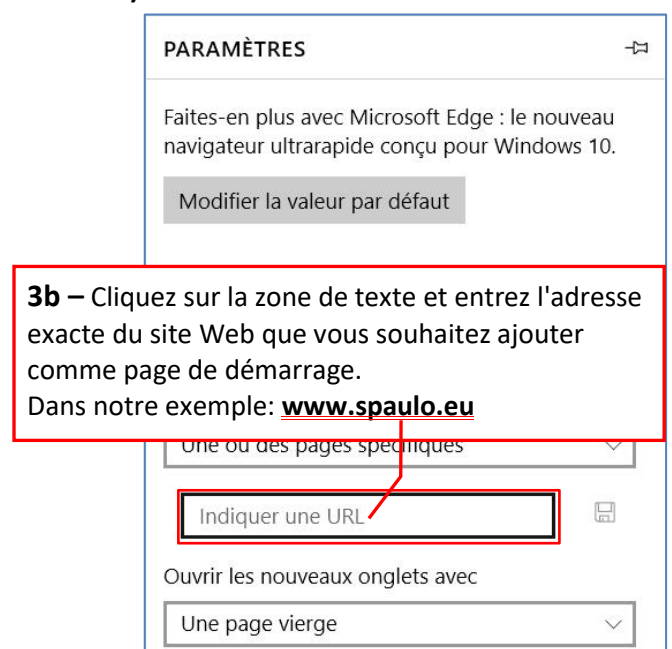 PARAMÈTRES
Faites-en plus avec Microsoft Edge : le nouveau
navigateur ultrarapide conçu pour Windows 10.
Modifier la valeur par défaut
3b – Cliquez sur la zone de texte et entrez l'adresse
exacte du site Web que vous souhaitez ajouter
comme page de démarrage.
Dans notre exemple: www.spaulo.eu
Une ou des pages spécifiques
Indiquer une URL
Ouvrir les nouveaux onglets avec
Une page vierge